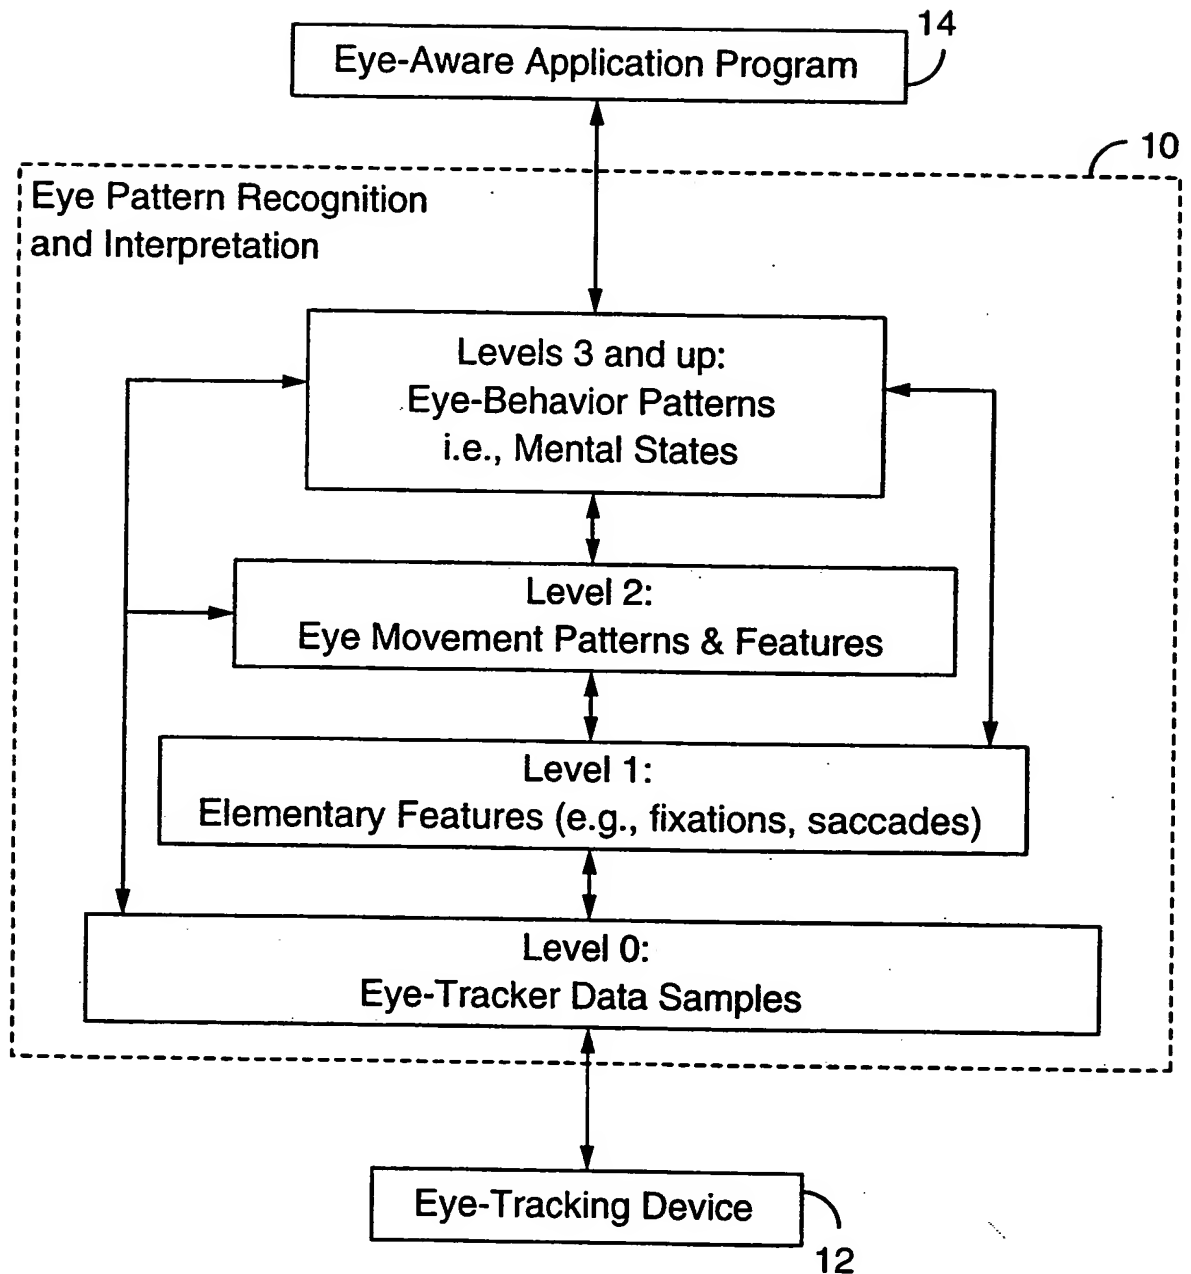 14
Eye-Aware Application Program
10
Eye Pattern Recognition
and Interpretation
Levels 3 and up:
Eye-Behavior Patterns
i.e., Mental States
Level 2:
Eye Movement Patterns & Features
Level 1:
Elementary Features (e.g., fixations, saccades)
Level 0:
Eye-Tracker Data Samples
Eye-Tracking Device
12